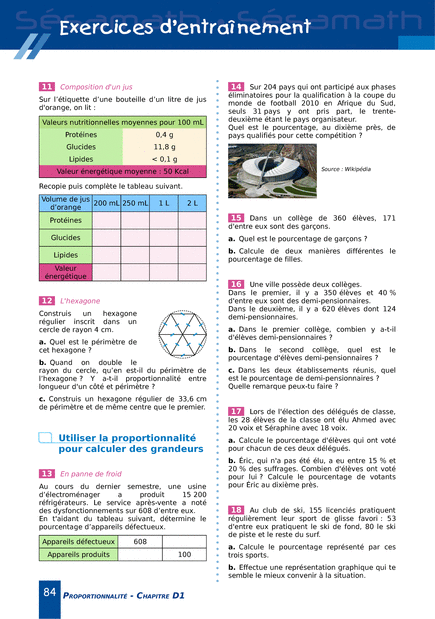 Exercices d'entraînement
11 Composition d'un jus
Sur l'étiquette d'une bouteille d'un litre de jus
d'orange, on lit :
Valeurs nutritionnelles moyennes pour 100 mL
Protéines 0,4 g
Glucides 11,8 g
Lipides < 0,1 g
Valeur énergétique moyenne : 50 Kcal
Recopie puis complète le tableau suivant.
Volume de jus
d'orange 200 mL 250 mL 1 L 2 L
Protéines
Glucides
Lipides
Valeur
énergétique
12 L'hexagone
Construis un hexagone
régulier inscrit dans un
cercle de rayon 4 cm.
a. Quel est le périmètre de
cet hexagone ?
b. Quand on double le
rayon du cercle, qu'en est-il du périmètre de
l'hexagone ? Y a-t-il proportionnalité entre
longueur d'un côté et périmètre ?
c. Construis un hexagone régulier de 33,6 cm
de périmètre et de même centre que le premier.
Utiliser la proportionnalité
pour calculer des grandeurs
13 En panne de froid
Au cours du dernier semestre, une usine
d'électroménager a produit 15 200
réfrigérateurs. Le service après-vente a noté
des dysfonctionnements sur 608 d'entre eux.
En t'aidant du tableau suivant, détermine le
pourcentage d'appareils défectueux.
Appareils défectueux 608
Appareils produits 100
14 Sur 204 pays qui ont participé aux phases
éliminatoires pour la qualification à la coupe du
monde de football 2010 en Afrique du Sud,
seuls 31 pays y ont pris part, le trente-
deuxième étant le pays organisateur.
Quel est le pourcentage, au dixième près, de
pays qualifiés pour cette compétition ?
Source : Wikipédia
15 Dans un collège de 360 élèves, 171
d'entre eux sont des garçons.
a. Quel est le pourcentage de garçons ?
b. Calcule de deux manières différentes le
pourcentage de filles.
16 Une ville possède deux collèges.
Dans le premier, il y a 350 élèves et 40 %
d'entre eux sont des demi-pensionnaires.
Dans le deuxième, il y a 620 élèves dont 124
demi-pensionnaires.
a. Dans le premier collège, combien y a-t-il
d'élèves demi-pensionnaires ?
b. Dans le second collège, quel est le
pourcentage d'élèves demi-pensionnaires ?
c. Dans les deux établissements réunis, quel
est le pourcentage de demi-pensionnaires ?
Quelle remarque peux-tu faire ?
17 Lors de l'élection des délégués de classe,
les 28 élèves de la classe ont élu Ahmed avec
20 voix et Séraphine avec 18 voix.
a. Calcule le pourcentage d'élèves qui ont voté
pour chacun de ces deux délégués.
b. Éric, qui n'a pas été élu, a eu entre 15 % et
20 % des suffrages. Combien d'élèves ont voté
pour lui ? Calcule le pourcentage de votants
pour Éric au dixième près.
18 Au club de ski, 155 licenciés pratiquent
régulièrement leur sport de glisse favori : 53
d'entre eux pratiquent le ski de fond, 80 le ski
de piste et le reste du surf.
a. Calcule le pourcentage représenté par ces
trois sports.
b. Effectue une représentation graphique qui te
semble le mieux convenir à la situation.
84 Proportionnalité - Chapitre D1